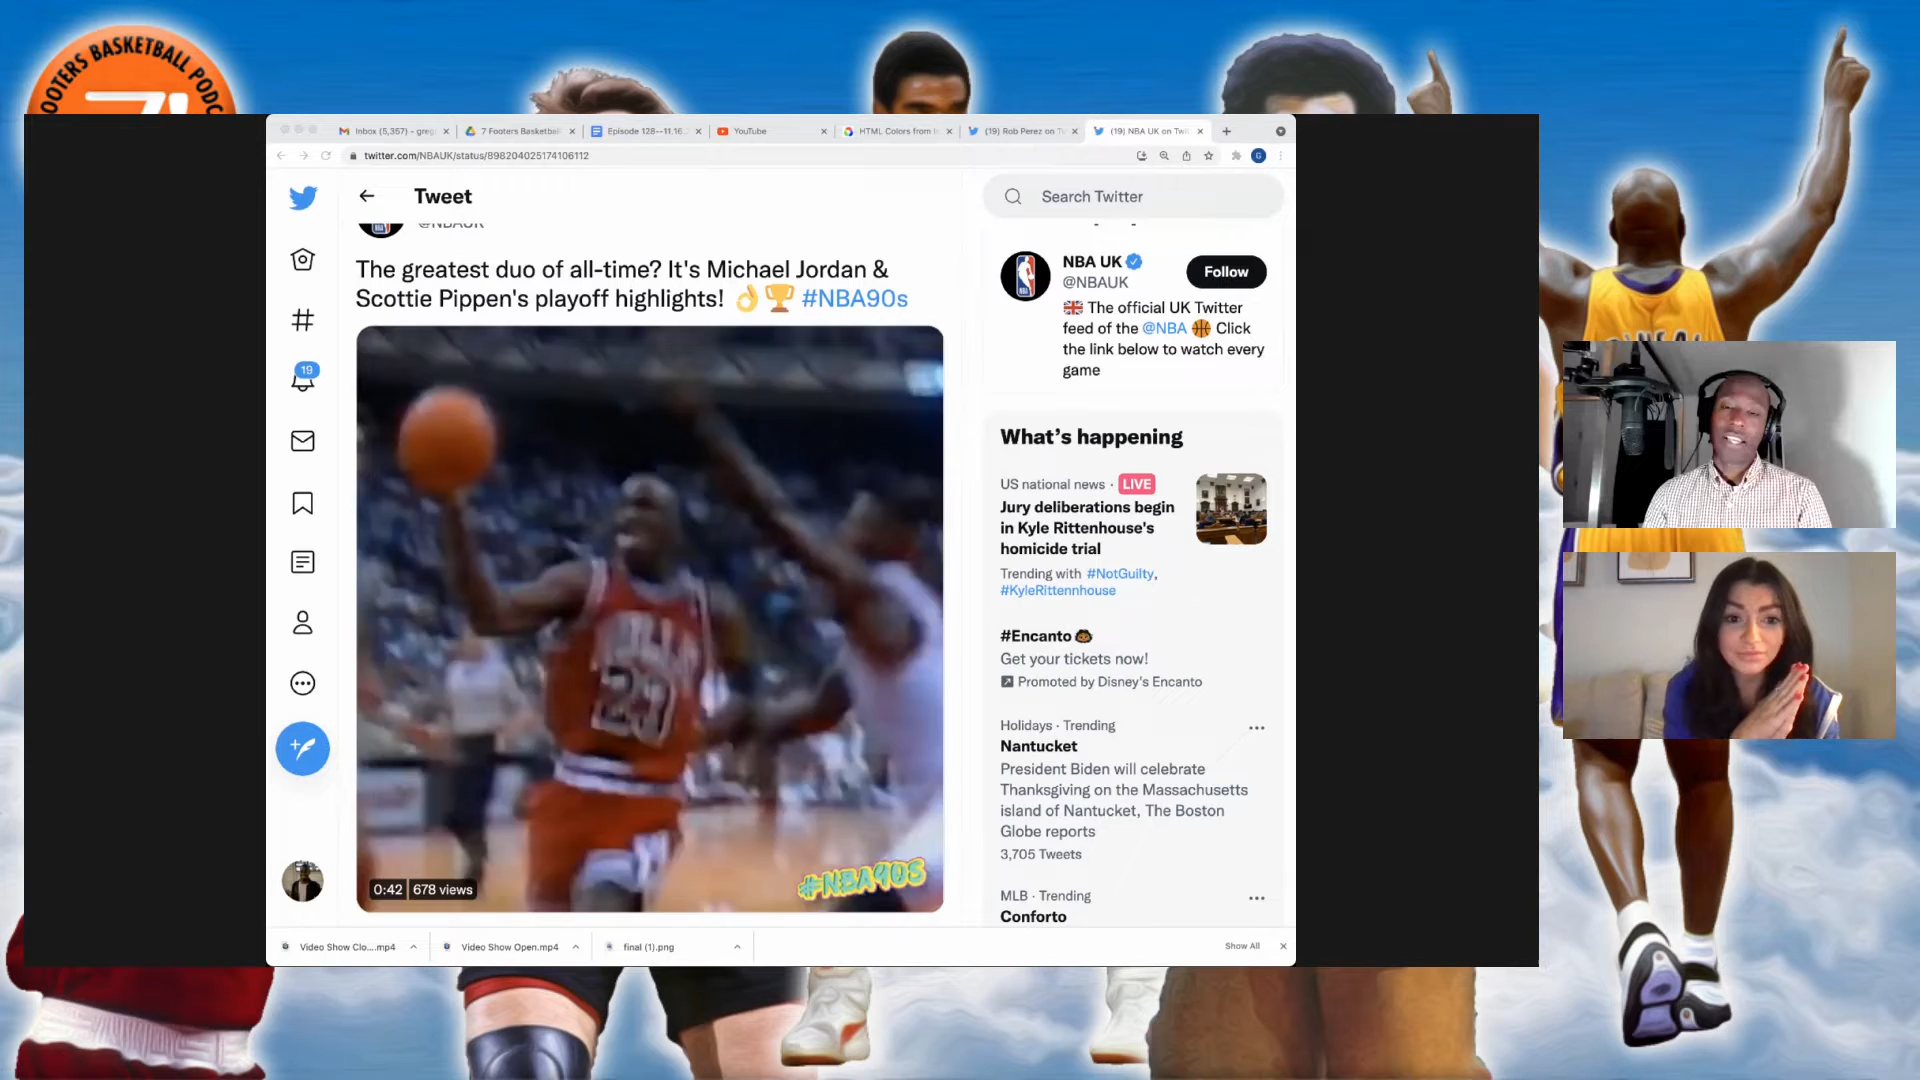 OOTERS BASKETBALL PODC
Inbox (5,357) - greg
7 Footers Basketbal
Episode 128--11.16.
YouTube
HTML Colors from
(19) Rob Perez on Tw
(19) NBA UK on Twi
twitter.com/NBAUK/status/898204025174106112
Tweet
Search Twitter
@NBAUK
The greatest duo of all-time? It's Michael Jordan &
Scottie Pippen's playoff highlights! 👌🏆 #NBA90s
BULLS
23
0:42 678 views
#NBA90S
19
NBA UK
@NBAUK
Follow
🇬🇧 The official UK Twitter
feed of the @NBA 🏀 Click
the link below to watch every
game
What's happening
US national news · LIVE
Jury deliberations begin
in Kyle Rittenhouse's
homicide trial
Trending with #NotGuilty,
#KyleRittennhouse
#Encanto
Get your tickets now!
Promoted by Disney's Encanto
Holidays · Trending
Nantucket
President Biden will celebrate
Thanksgiving on the Massachusetts
island of Nantucket, The Boston
Globe reports
3,705 Tweets
MLB · Trending
Conforto
Video Show Clo....mp4
Video Show Open.mp4
final (1).png
Show All